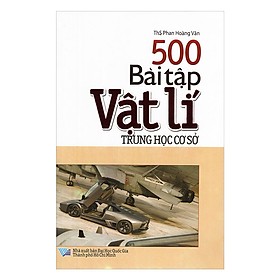 ThS Phan Hoàng Văn
500
Bài tập
Vật lí
TRUNG HỌC CƠ SỞ
Nhà xuất bản Đại Học Quốc Gia
Thành phố Hồ Chí Minh